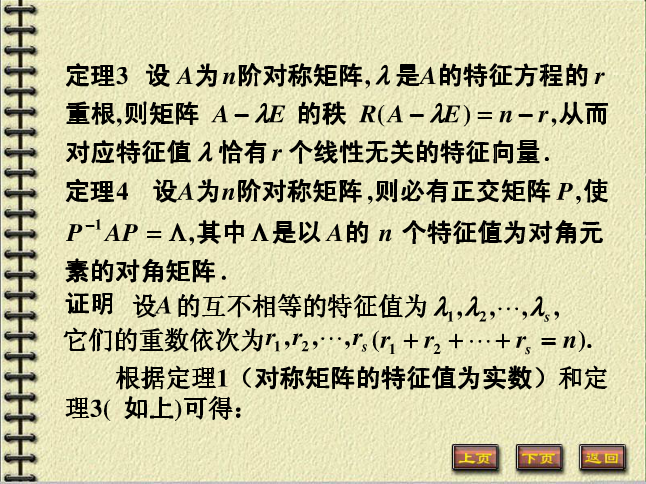 定理3 设 A为n阶对称矩阵, λ 是A的特征方程的 r
重根,则矩阵 A − λE 的秩 R(A − λE) = n − r,从而
对应特征值 λ 恰有 r 个线性无关的特征向量.
定理4 设A为n阶对称矩阵,则必有正交矩阵 P,使
P⁻¹AP = Λ,其中 Λ 是以 A的 n 个特征值为对角元
素的对角矩阵.
证明 设A 的互不相等的特征值为 λ₁,λ₂,⋯,λₛ,
它们的重数依次为r₁,r₂,⋯,rₛ (r₁ + r₂ + ⋯ + rₛ = n).
根据定理1（对称矩阵的特征值为实数）和定
理3( 如上)可得：
上页 下页 返回